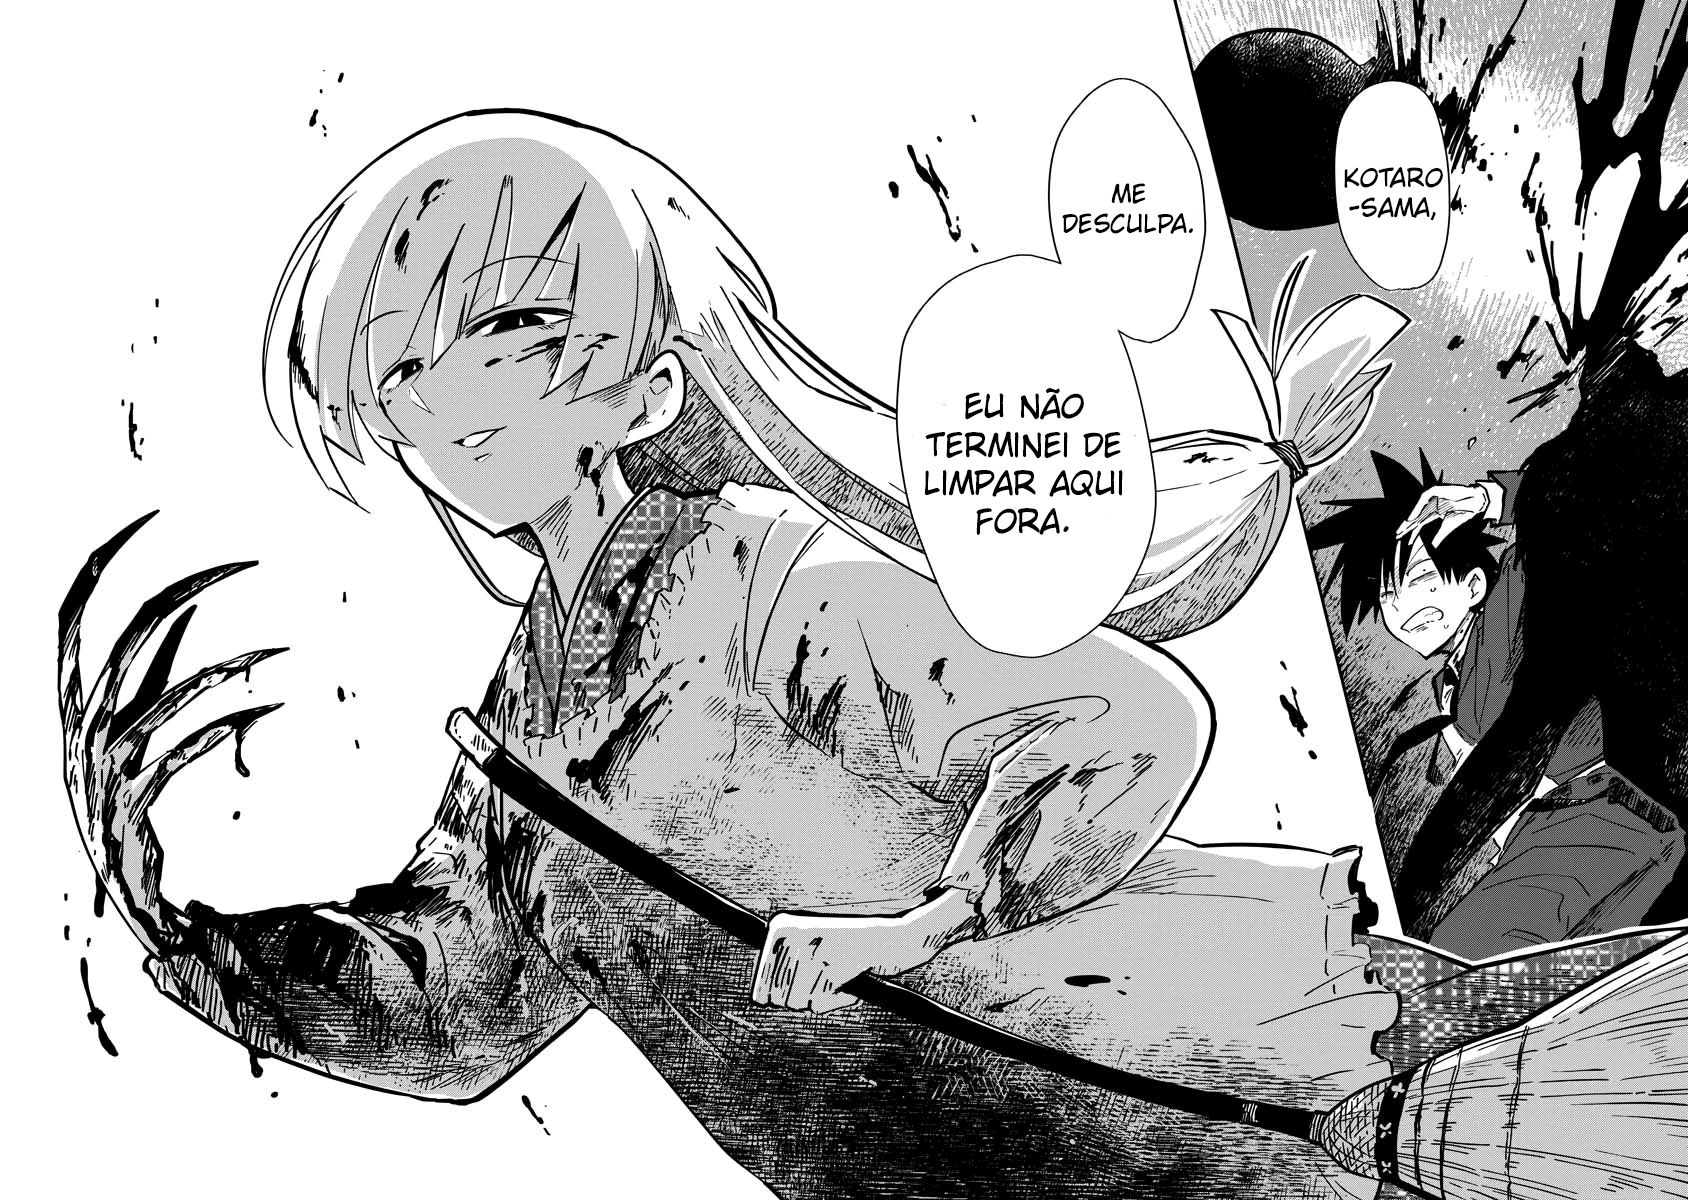 KOTARO
-SAMA,
ME
DESCULPA.
EU NÃO
TERMINEI DE
LIMPAR AQUI
FORA.